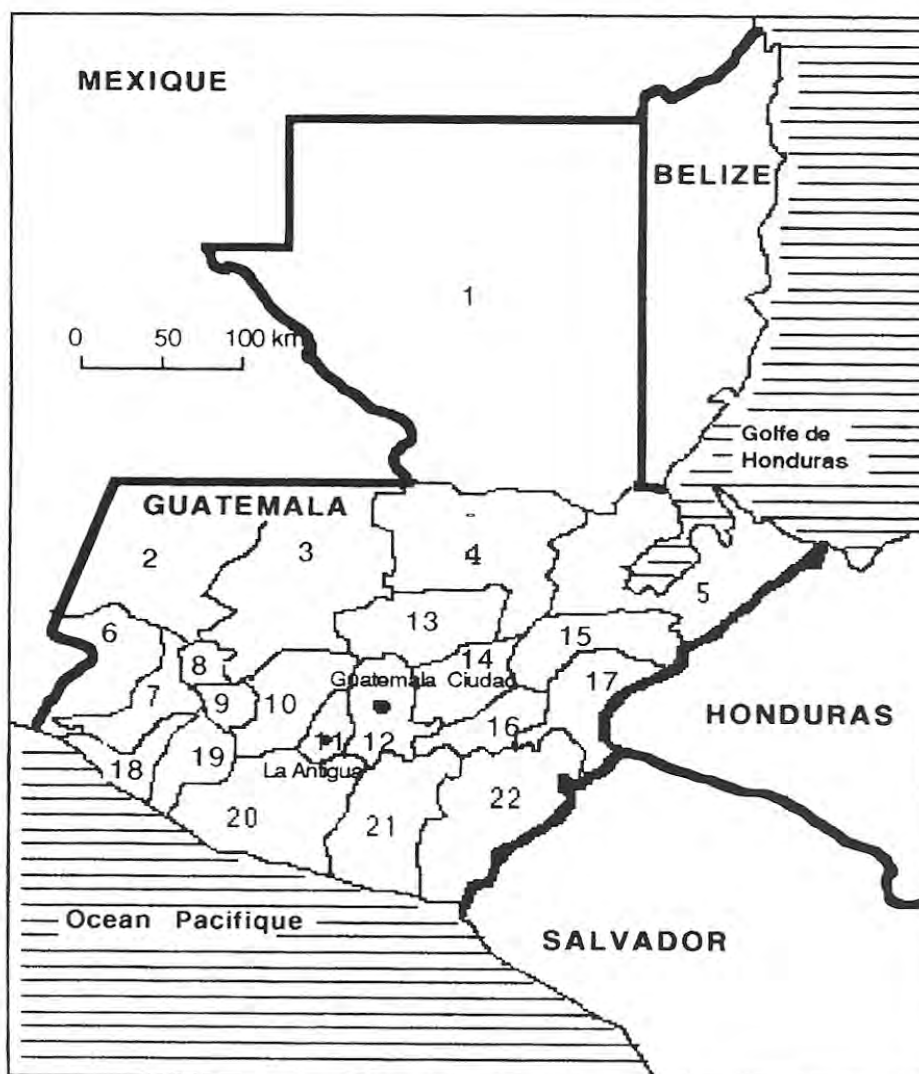 MEXIQUE
BELIZE
1
0 50 100 km
Golfe de
Honduras
GUATEMALA
2
3
4
5
6
13
15
8
14
17
Guatemala Ciudad
7
9
10
HONDURAS
16
11
12
18
19
La Antigua
22
20
21
Ocean Pacifique
SALVADOR